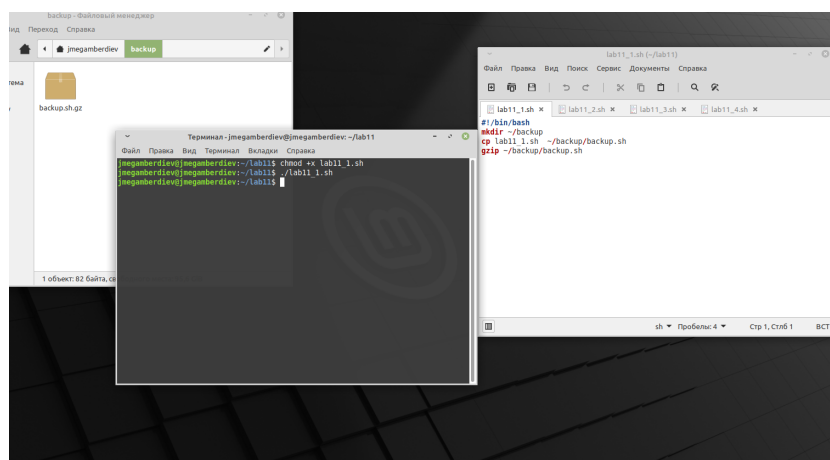 backup - Файловый менеджер
ид Переход Справка
jmegamberdiev backup
тема
backup.sh.gz
1 объект: 82 байта, св
Терминал - jmegamberdiev@jmegamberdiev: ~/lab11
Файл Правка Вид Терминал Вкладки Справка
jmegamberdiev@jmegamberdiev:~/lab11$ chmod +x lab11_1.sh
jmegamberdiev@jmegamberdiev:~/lab11$ ./lab11_1.sh
jmegamberdiev@jmegamberdiev:~/lab11$
lab11_1.sh (~/lab11)
Файл Правка Вид Поиск Сервис Документы Справка
lab11_1.sh × lab11_2.sh × lab11_3.sh × lab11_4.sh ×
#!/bin/bash
mkdir ~/backup
cp lab11_1.sh ~/backup/backup.sh
gzip ~/backup/backup.sh
sh Пробелы: 4 Стр 1, Стлб 1 ВСТ